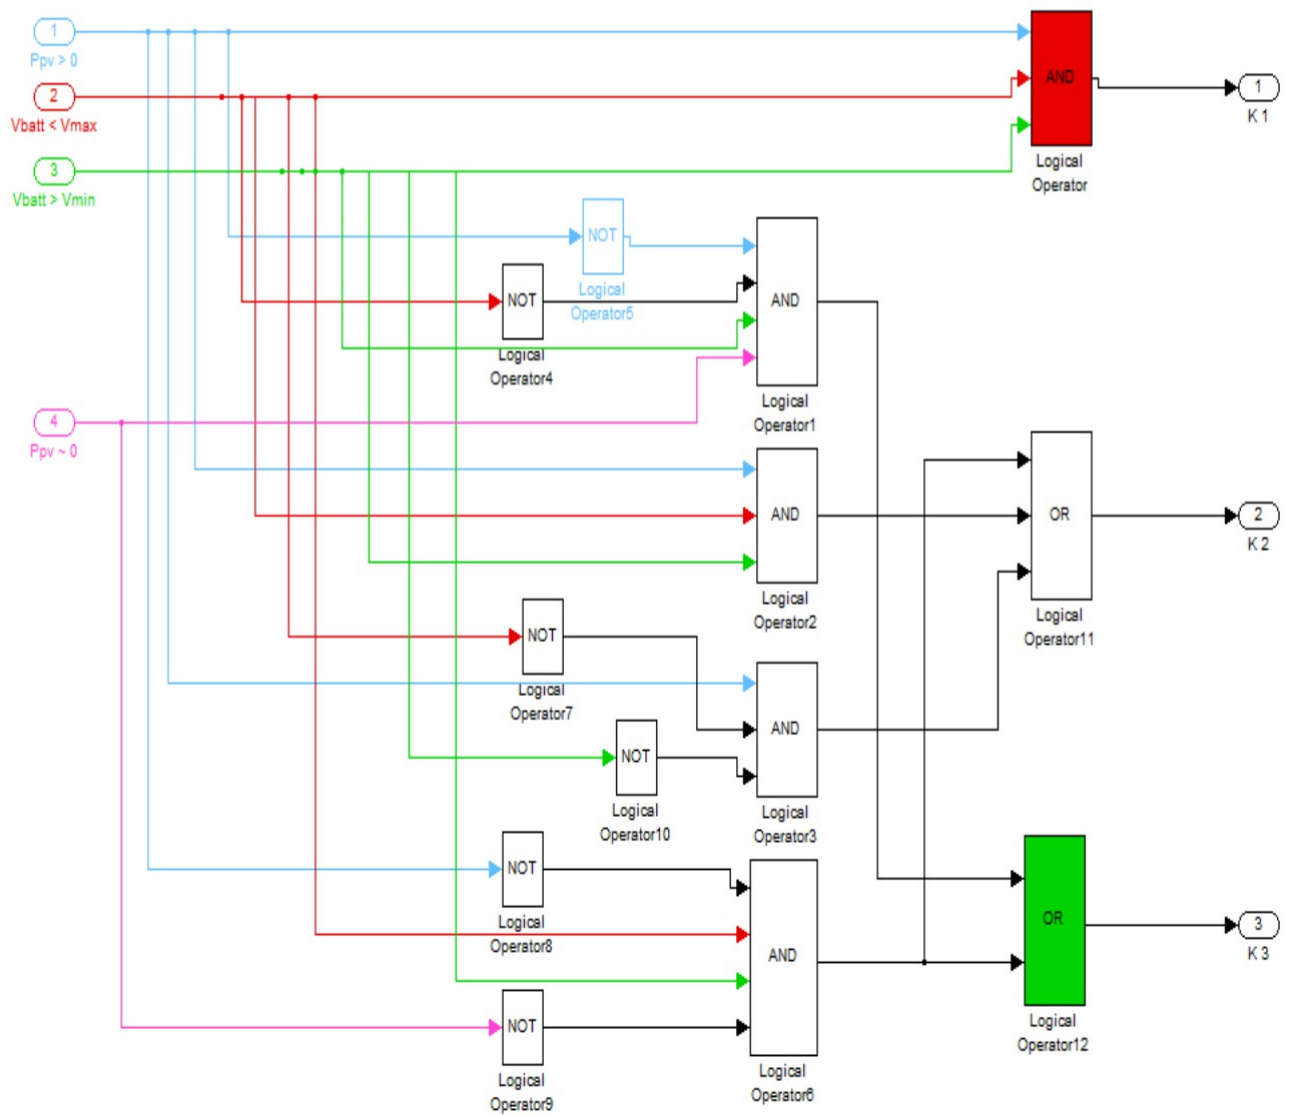 1
Ppv > 0
AND
1
K 1
2
Vbatt < Vmax
3
Vbatt > Vmin
Logical
Operator
NOT
Logical
Operator5
NOT
Logical
Operator4
AND
Logical
Operator1
4
Ppv ~ 0
AND
Logical
Operator2
OR
Logical
Operator11
2
K 2
NOT
Logical
Operator7
AND
Logical
Operator3
NOT
Logical
Operator10
NOT
Logical
Operator8
AND
Logical
Operator6
OR
Logical
Operator12
3
K 3
NOT
Logical
Operator9